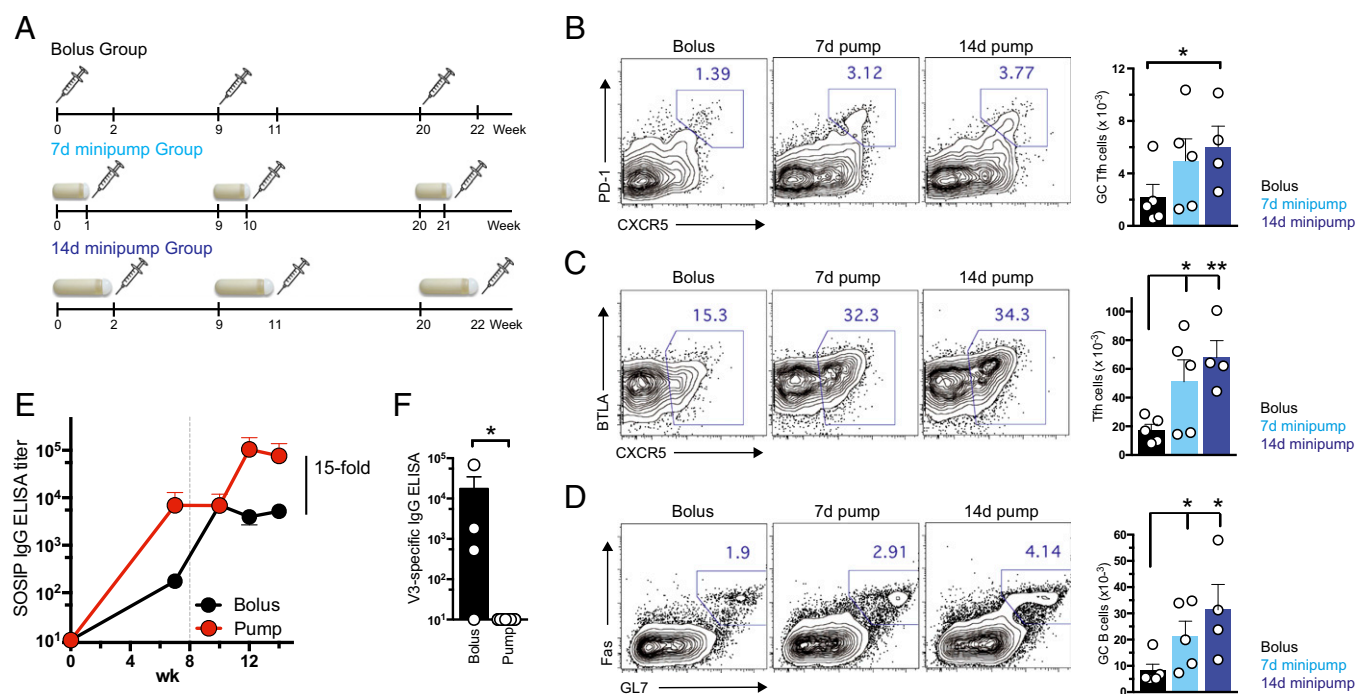 A
Bolus Group
0 2 9 11 20 22 Week
7d minipump Group
0 1 9 10 20 21 Week
14d minipump Group
0 2 9 11 20 22 Week
B
Bolus 7d pump 14d pump
1.39 3.12 3.77
PD-1
CXCR5
GC Tfh cells (x 10⁻³)
12
8
4
0
*
Bolus
7d minipump
14d minipump
C
Bolus 7d pump 14d pump
15.3 32.3 34.3
BTLA
CXCR5
Tfh cells (x 10⁻³)
100
80
60
40
20
0
* **
Bolus
7d minipump
14d minipump
D
Bolus 7d pump 14d pump
1.9 2.91 4.14
Fas
GL7
GC B cells (x10⁻³)
60
50
40
30
20
10
0
* *
Bolus
7d minipump
14d minipump
E
SOSIP IgG ELISA titer
10⁵
10⁴
10³
10²
10¹
0 4 8 12
wk
15-fold
Bolus
Pump
F
V3-specific IgG ELISA
10⁵
10⁴
10³
10²
10¹
*
Bolus
Pump